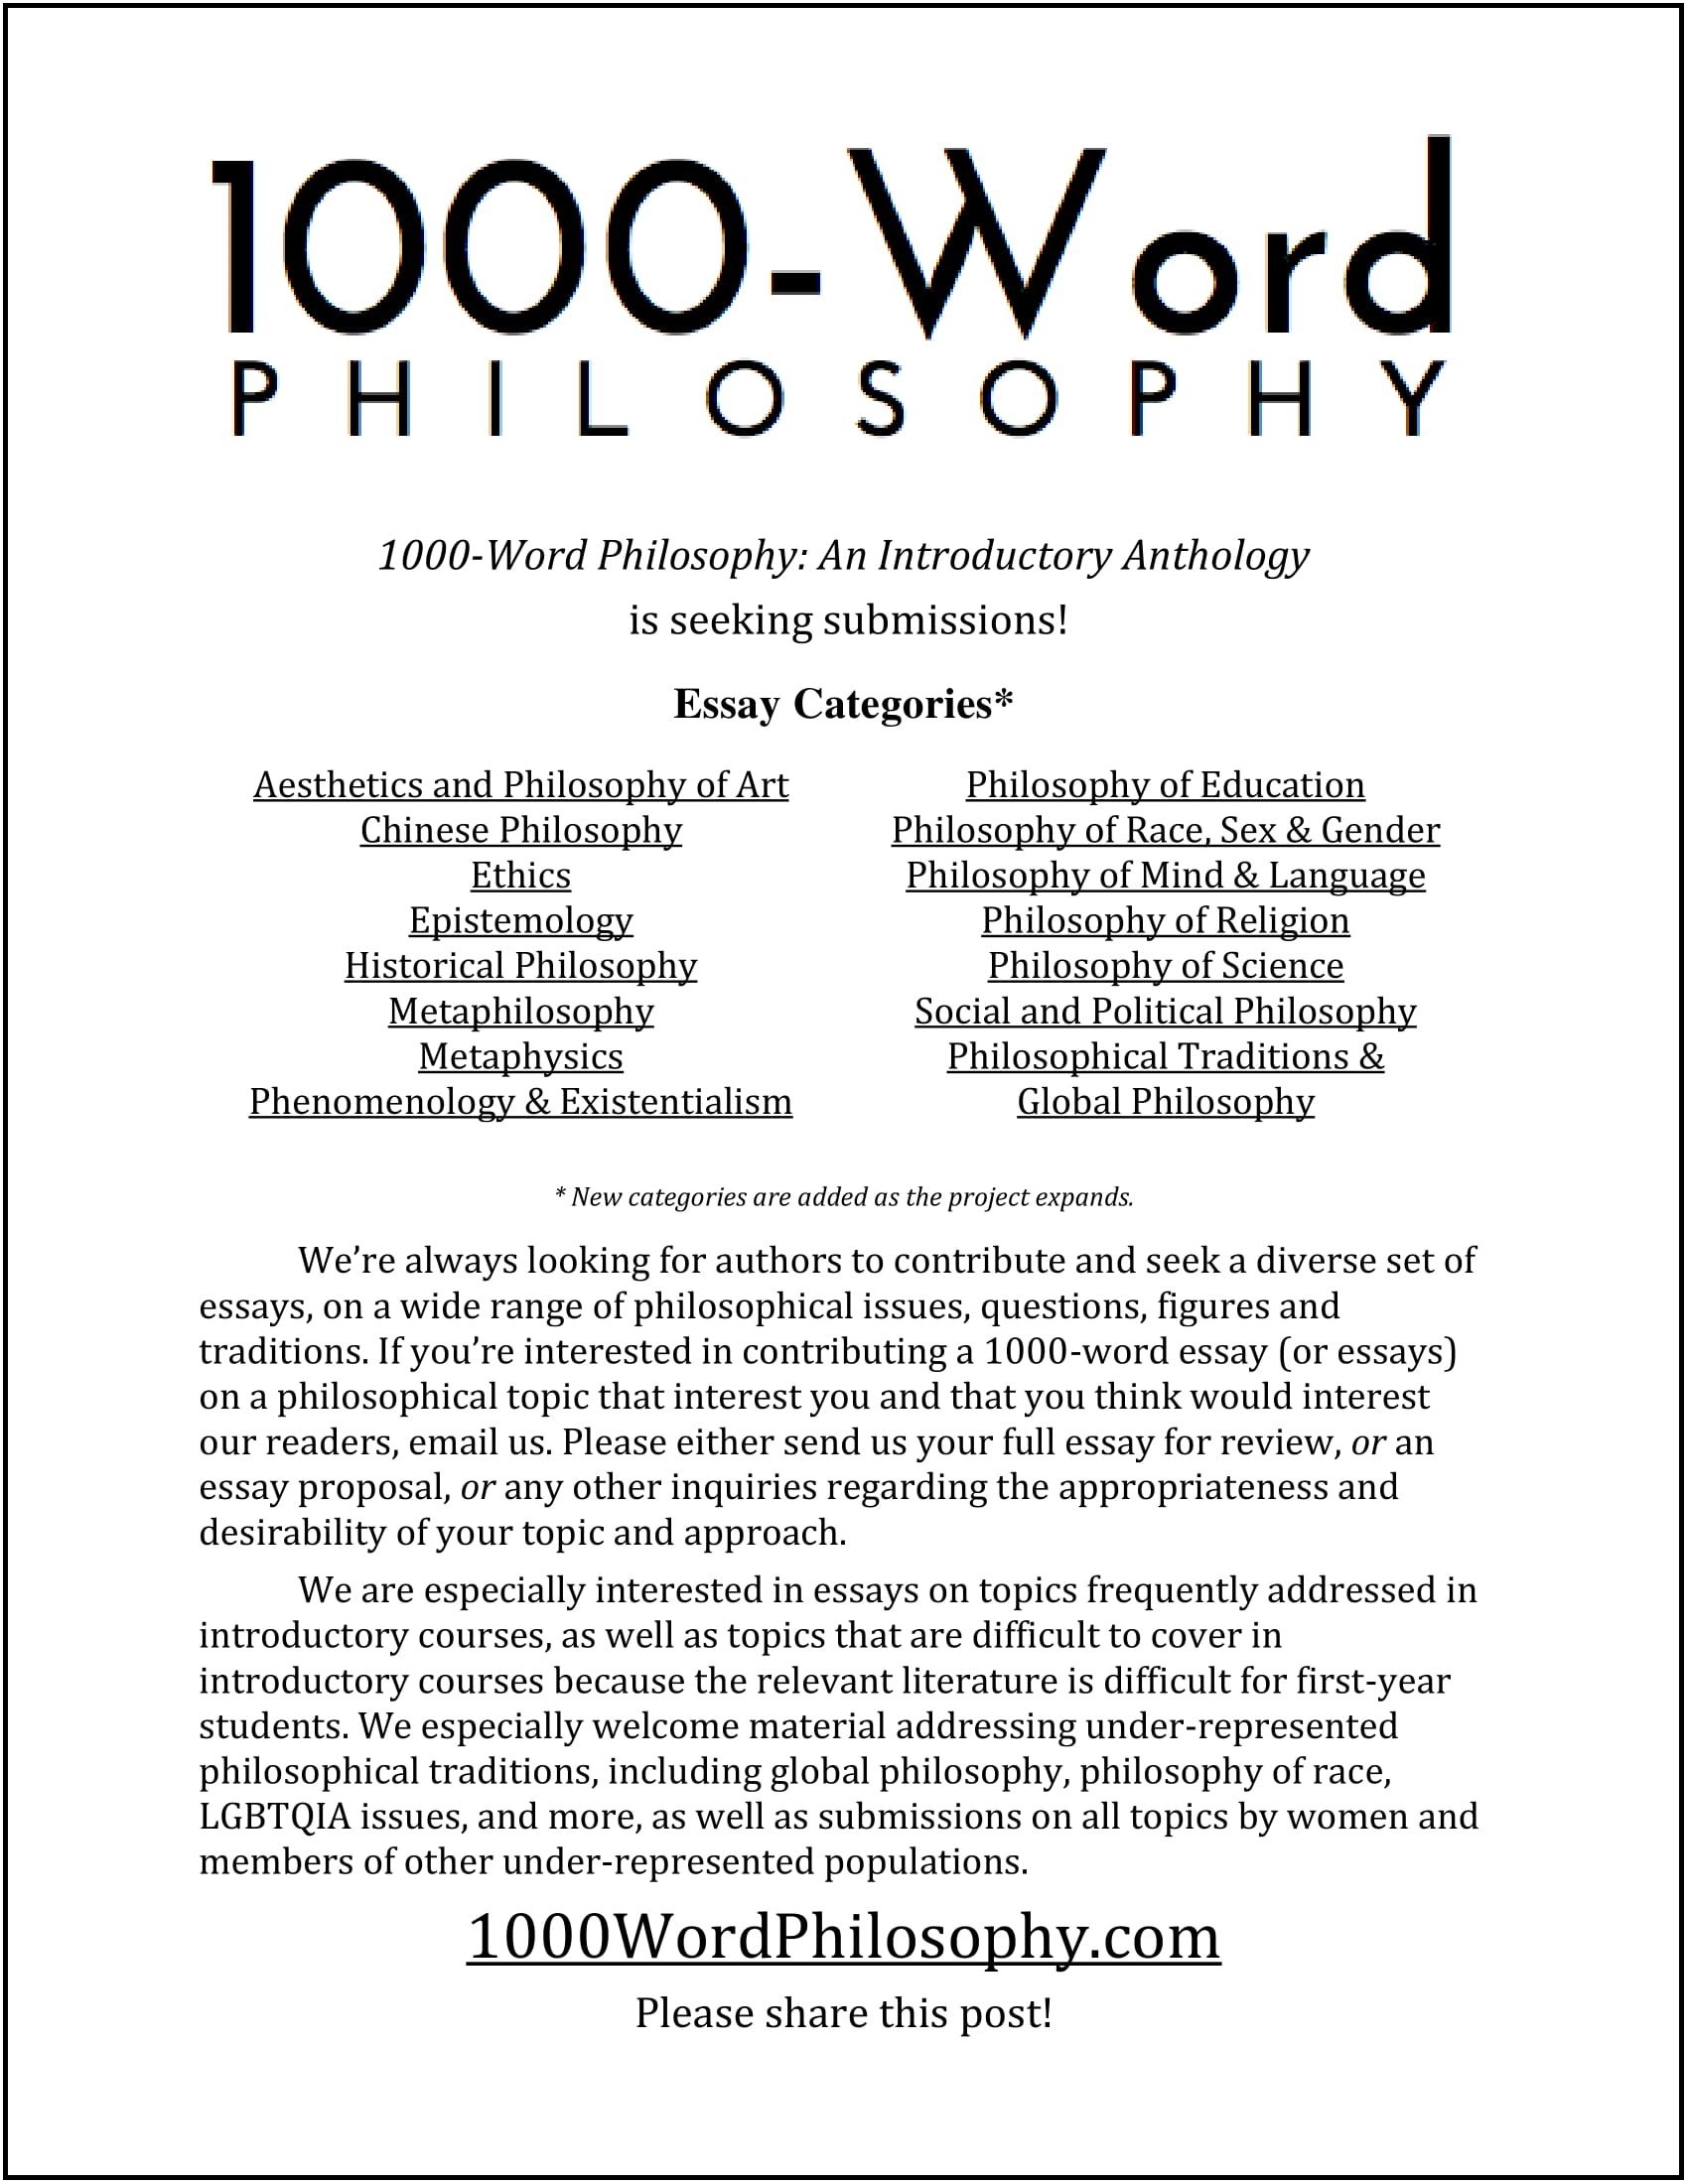 1000-Word
PHILOSOPHY
1000-Word Philosophy: An Introductory Anthology
is seeking submissions!
Essay Categories*
Aesthetics and Philosophy of Art
Chinese Philosophy
Ethics
Epistemology
Historical Philosophy
Metaphilosophy
Metaphysics
Phenomenology & Existentialism
Philosophy of Education
Philosophy of Race, Sex & Gender
Philosophy of Mind & Language
Philosophy of Religion
Philosophy of Science
Social and Political Philosophy
Philosophical Traditions &
Global Philosophy
* New categories are added as the project expands.
We’re always looking for authors to contribute and seek a diverse set of
essays, on a wide range of philosophical issues, questions, figures and
traditions. If you’re interested in contributing a 1000-word essay (or essays)
on a philosophical topic that interest you and that you think would interest
our readers, email us. Please either send us your full essay for review, or an
essay proposal, or any other inquiries regarding the appropriateness and
desirability of your topic and approach.
We are especially interested in essays on topics frequently addressed in
introductory courses, as well as topics that are difficult to cover in
introductory courses because the relevant literature is difficult for first-year
students. We especially welcome material addressing under-represented
philosophical traditions, including global philosophy, philosophy of race,
LGBTQIA issues, and more, as well as submissions on all topics by women and
members of other under-represented populations.
1000WordPhilosophy.com
Please share this post!